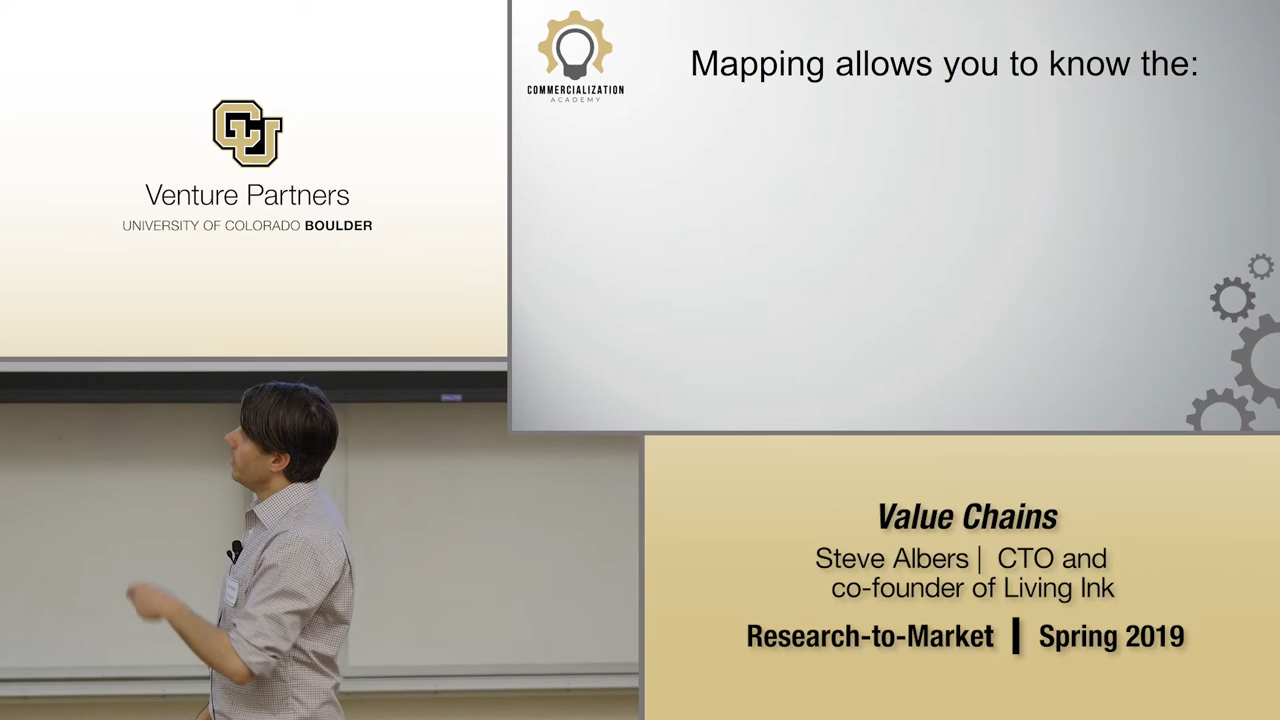 CU
Venture Partners
UNIVERSITY OF COLORADO BOULDER
COMMERCIALIZATION
ACADEMY
Mapping allows you to know the:
Value Chains
Steve Albers | CTO and
co-founder of Living Ink
Research-to-Market | Spring 2019